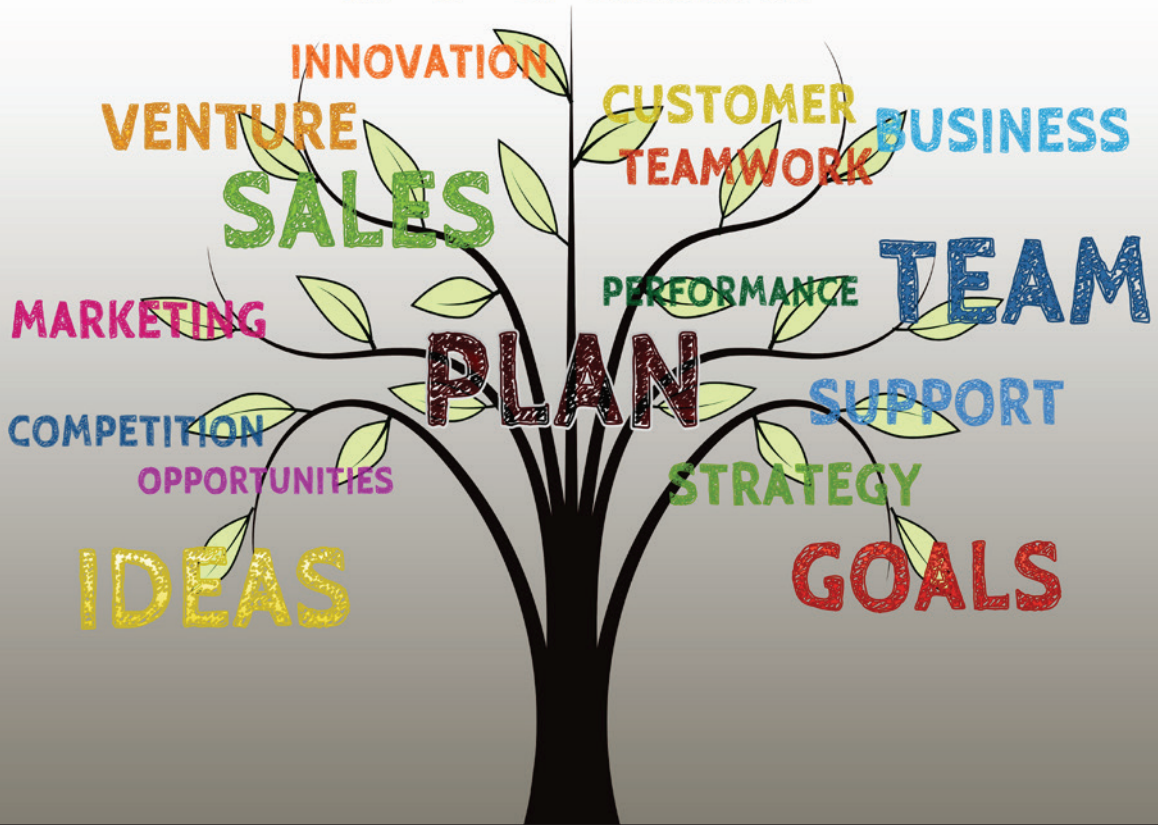 INNOVATION
VENTURE
CUSTOMER
BUSINESS
TEAMWORK
SALES
TEAM
PERFORMANCE
MARKETING
PLAN
SUPPORT
COMPETITION
OPPORTUNITIES
STRATEGY
IDEAS
GOALS